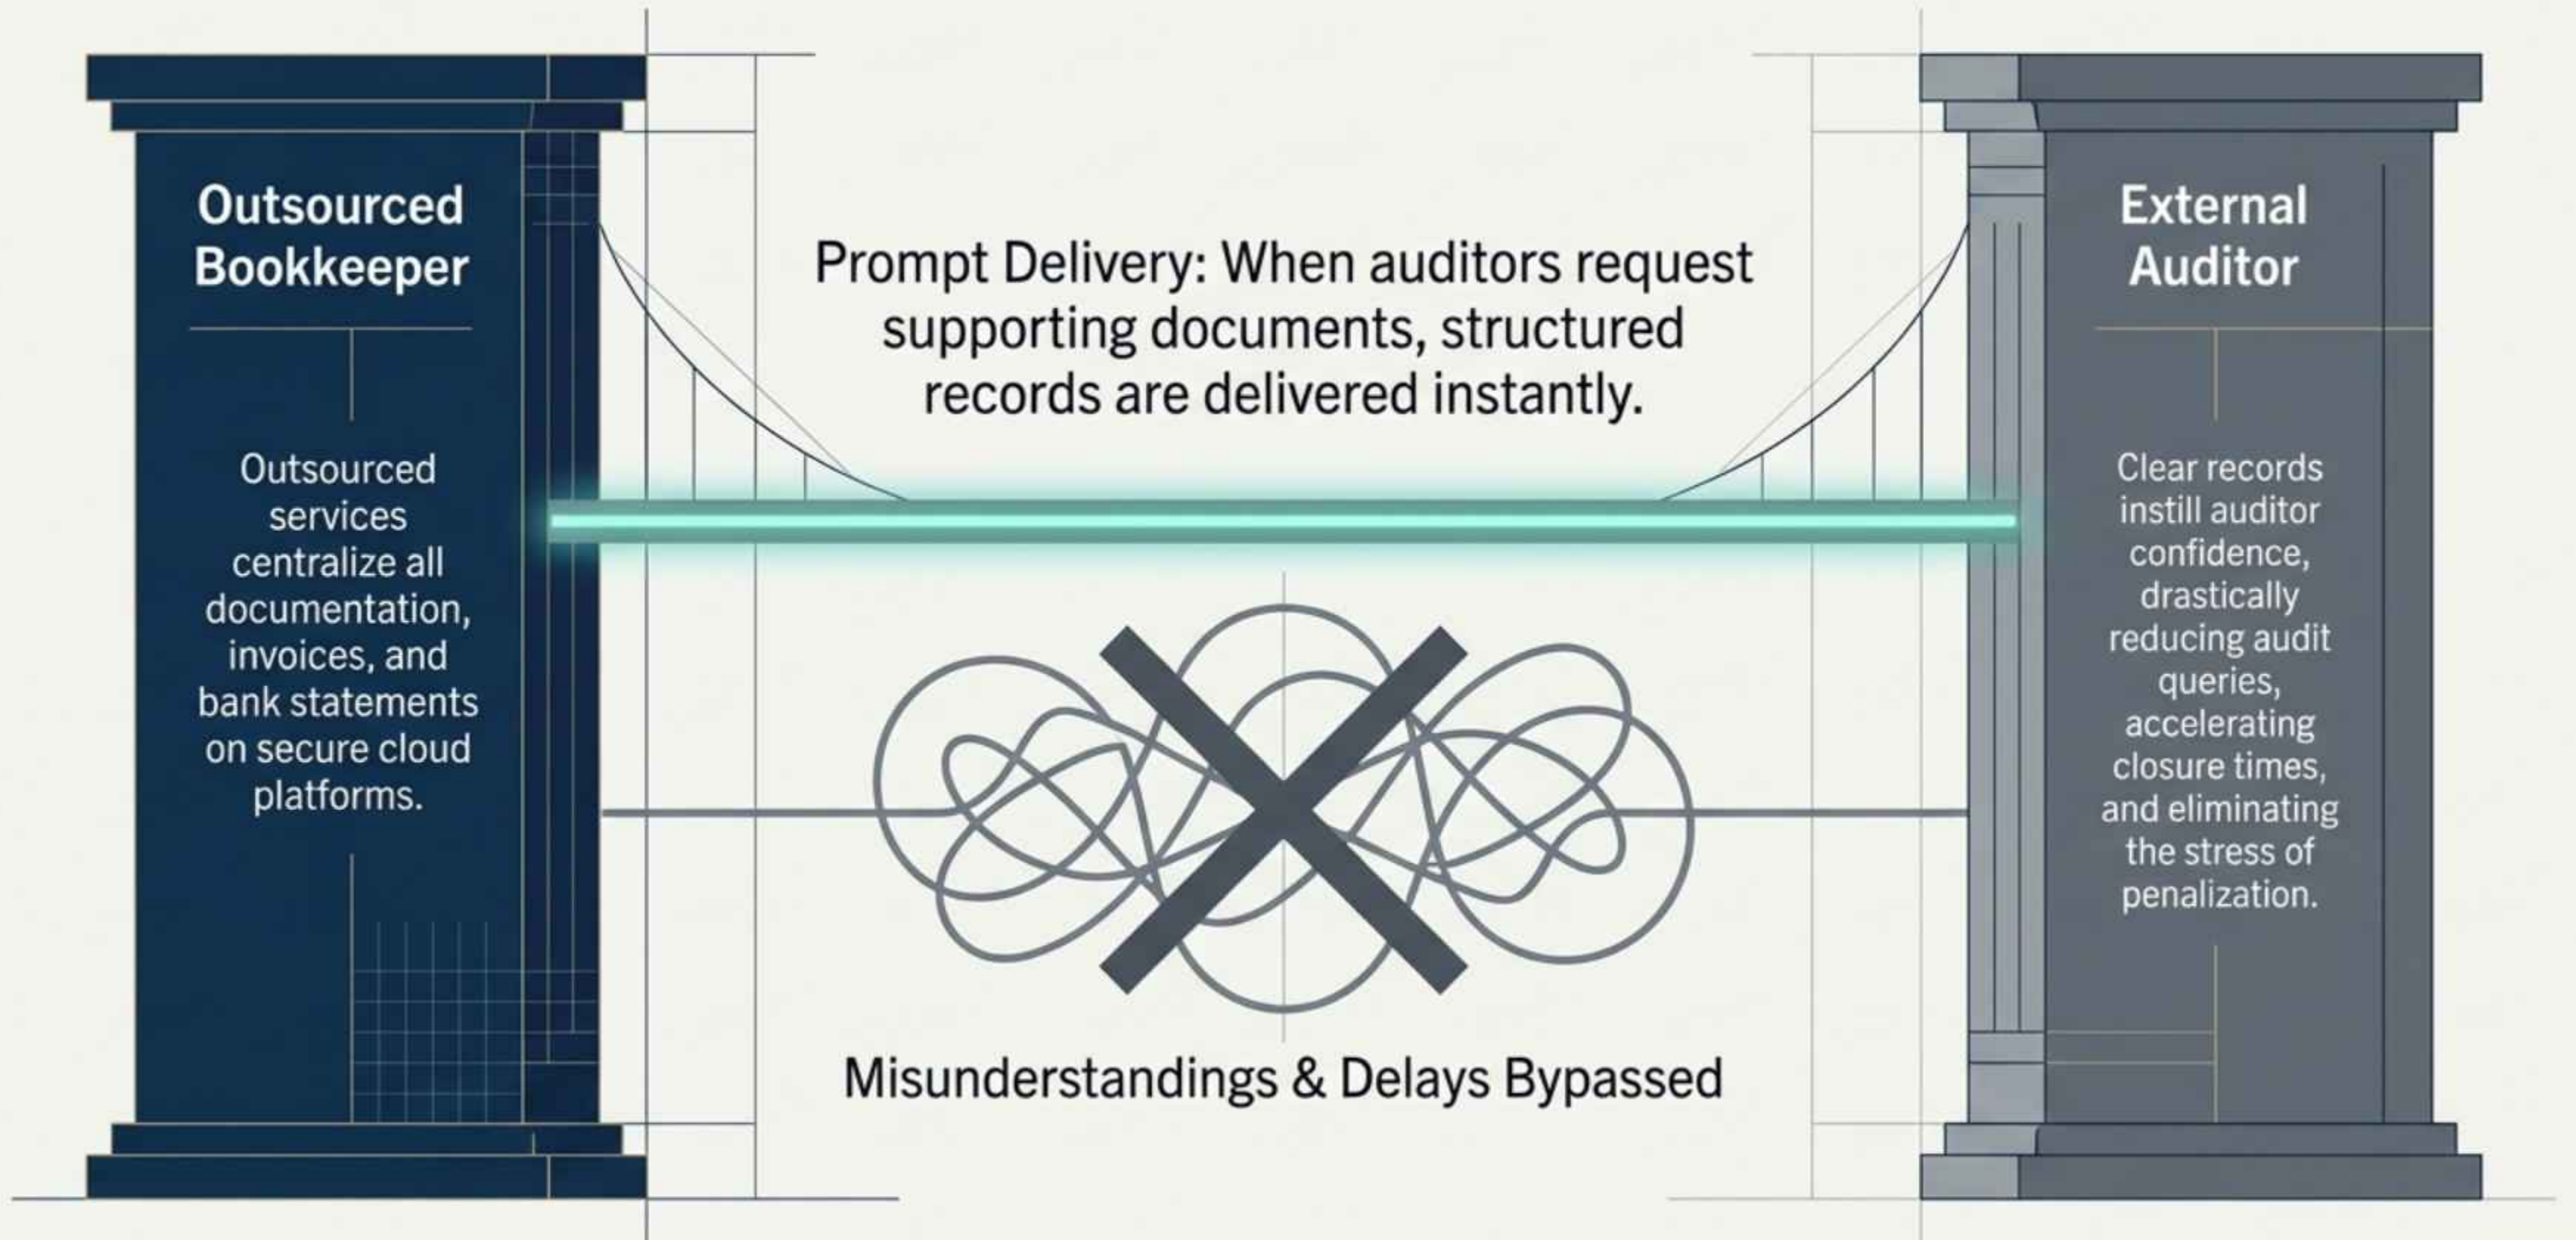 Outsourced
Bookkeeper
Outsourced
services
centralize all
documentation,
invoices, and
bank statements
on secure cloud
platforms.
Prompt Delivery: When auditors request
supporting documents, structured
records are delivered instantly.
Misunderstandings & Delays Bypassed
External
Auditor
Clear records
instill auditor
confidence,
drastically
reducing audit
queries,
accelerating
closure times,
and eliminating
the stress of
penalization.